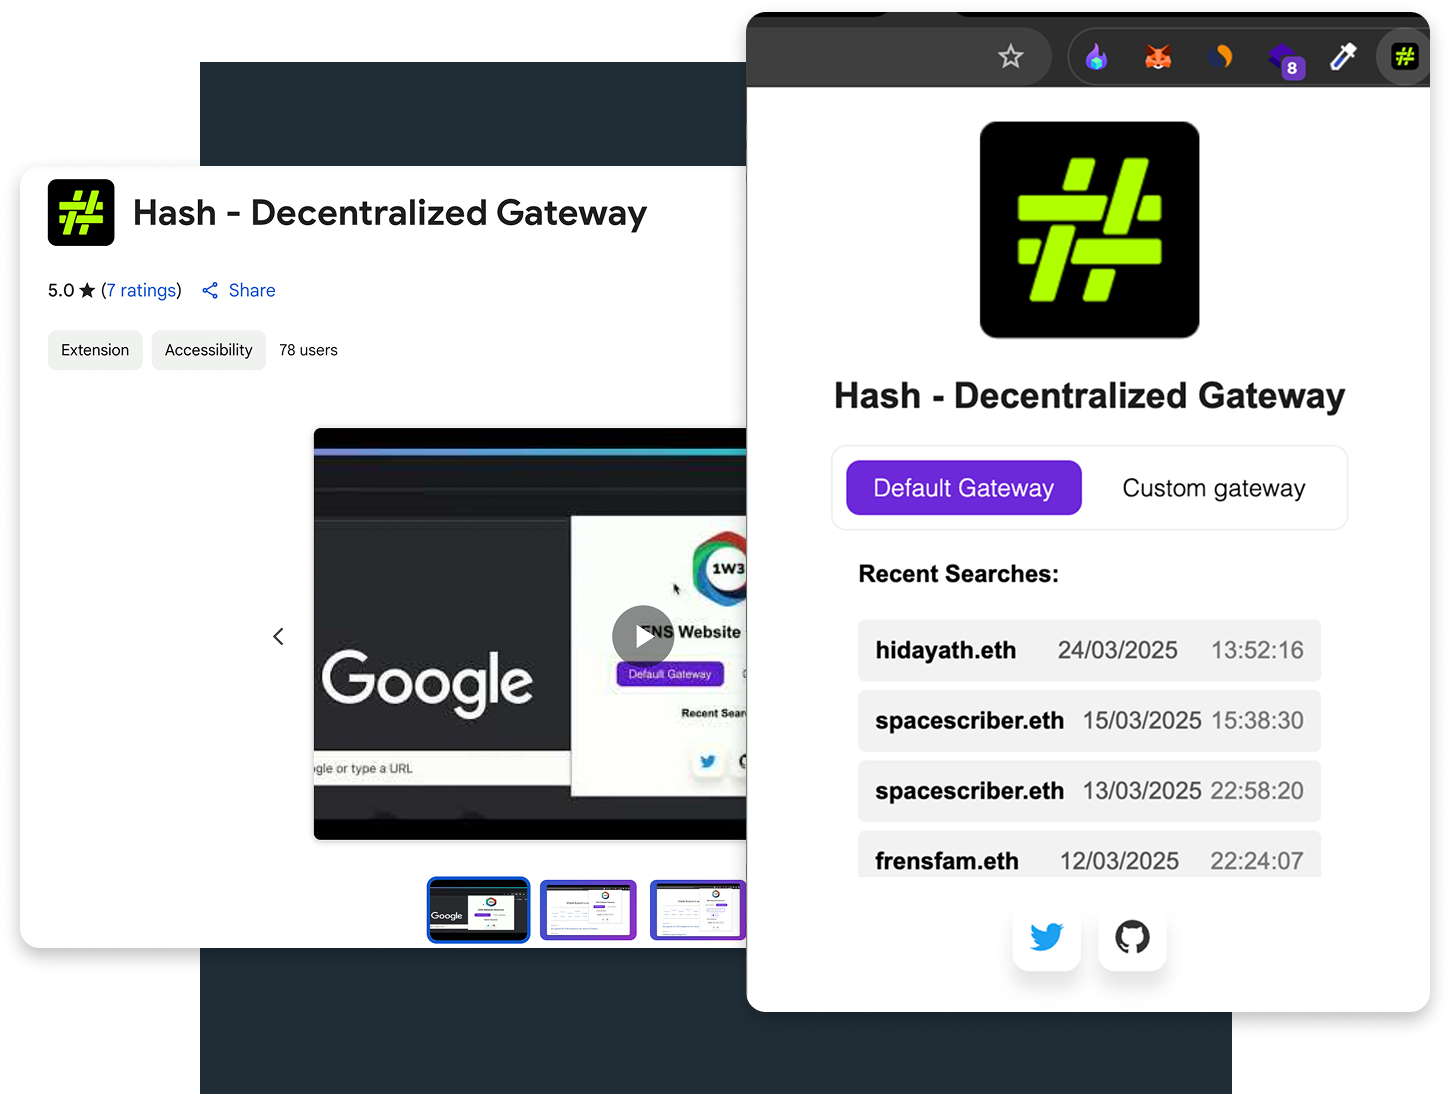 Hash - Decentralized Gateway
5.0 ★ (7 ratings) Share
Extension Accessibility 78 users
1W3
ENS Website
Default Gateway
Recent Sear
Google
gle or type a URL
Google
8
Hash - Decentralized Gateway
Default Gateway Custom gateway
Recent Searches:
hidayath.eth 24/03/2025 13:52:16
spacescriber.eth 15/03/2025 15:38:30
spacescriber.eth 13/03/2025 22:58:20
frensfam.eth 12/03/2025 22:24:07